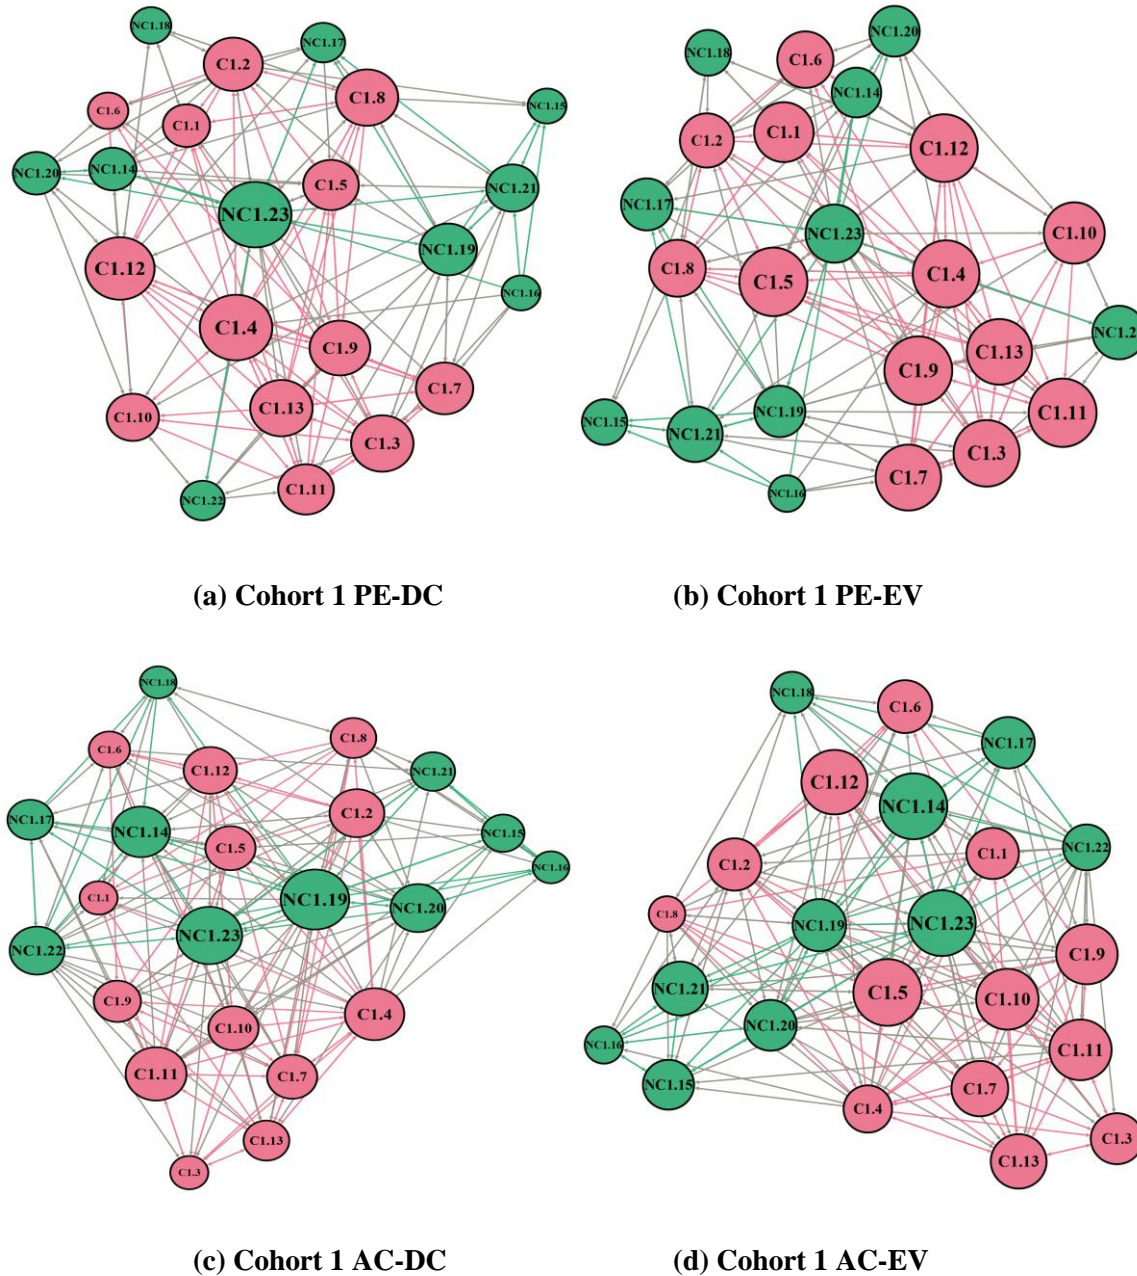 NC1.18
NC1.17
C1.2
C1.8
NC1.15
C1.6
C1.1
NC1.20
NC1.14
C1.5
NC1.21
NC1.23
NC1.19
C1.12
NC1.16
C1.4
C1.9
C1.7
C1.10
C1.13
C1.3
C1.11
NC1.22
(a) Cohort 1 PE-DC
NC1.20
NC1.18
C1.6
NC1.14
C1.2
C1.1
C1.12
NC1.17
NC1.23
C1.10
C1.8
C1.5
C1.4
NC1.2
C1.13
C1.9
NC1.15
NC1.19
C1.11
NC1.21
C1.3
C1.7
NC1.16
(b) Cohort 1 PE-EV
NC1.18
C1.8
C1.6
C1.12
NC1.21
NC1.17
C1.2
NC1.14
NC1.15
C1.5
NC1.16
C1.1
NC1.19
NC1.20
NC1.23
NC1.22
C1.9
C1.4
C1.10
C1.11
C1.7
C1.13
C1.3
(c) Cohort 1 AC-DC
NC1.18
C1.6
NC1.17
C1.12
NC1.14
NC1.22
C1.1
C1.2
C1.8
NC1.19
NC1.23
C1.9
NC1.21
C1.5
C1.10
NC1.20
NC1.16
C1.11
NC1.15
C1.7
C1.4
C1.3
C1.13
(d) Cohort 1 AC-EV